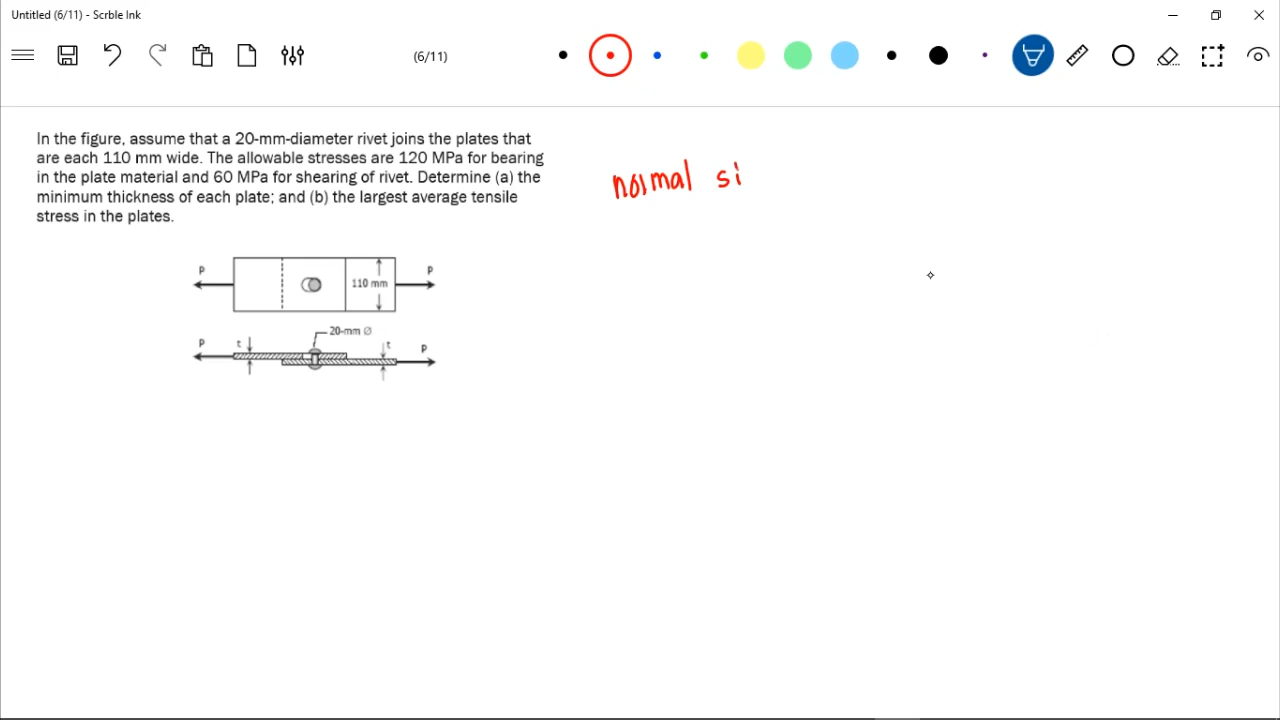 Untitled (6/11) - Scrble Ink
(6/11)
In the figure, assume that a 20-mm-diameter rivet joins the plates that
are each 110 mm wide. The allowable stresses are 120 MPa for bearing
in the plate material and 60 MPa for shearing of rivet. Determine (a) the
minimum thickness of each plate; and (b) the largest average tensile
stress in the plates.
normal si
P
P
110 mm
20-mm Ø
P
t
t
P